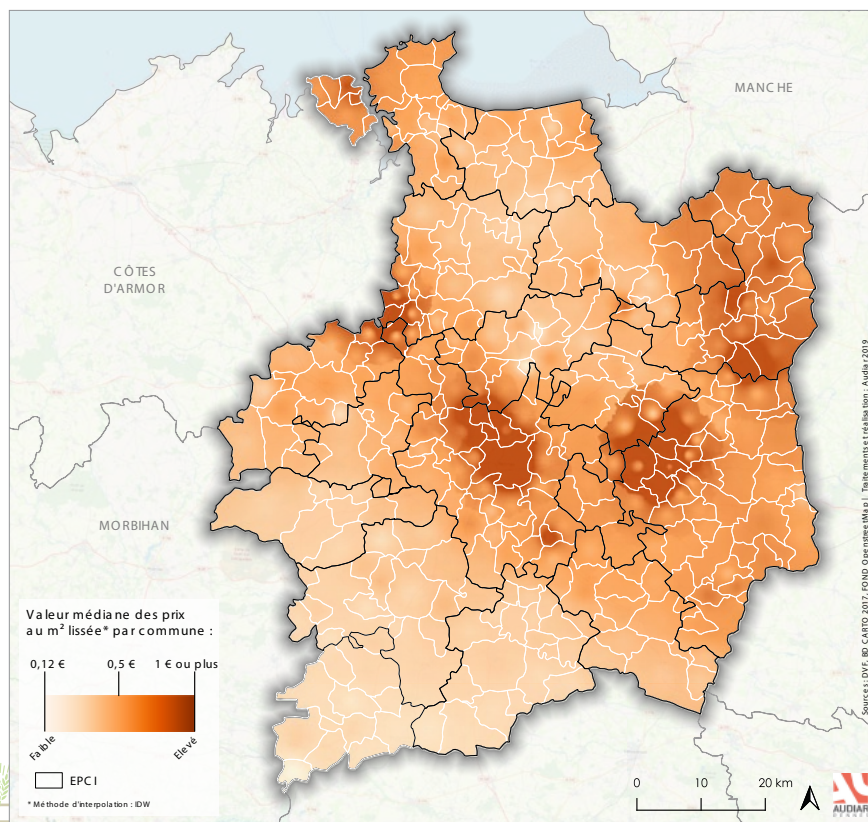 MANCHE
CÔTES
D'ARMOR
MORBIHAN
Valeur médiane des prix
au m² lissée* par commune :
0,12 € 0,5 € 1 € ou plus
Faible Elevé
EPCI
* Méthode d'interpolation : IDW
0 10 20 km
Sources : DVF, BD CARTO 2017, FOND OpenstreetMap | Traitements et réalisation : Audiar 2019
AUDIAR